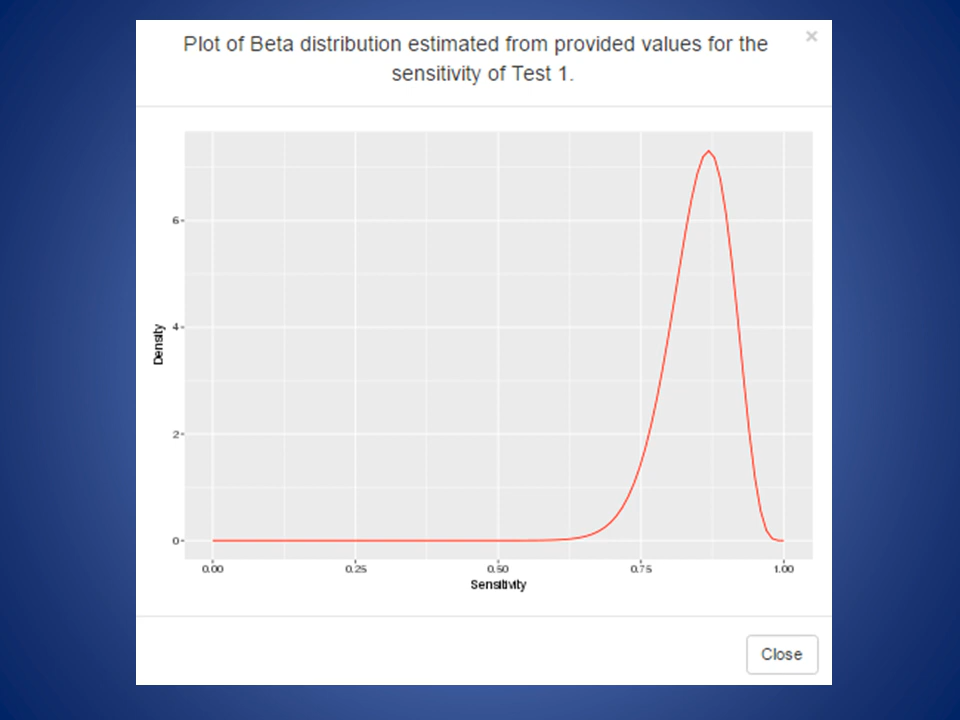 Plot of Beta distribution estimated from provided values for the
×
sensitivity of Test 1.
6
4
2
0
Density
0.00 0.25 0.50 0.75 1.00
Sensitivity
Close